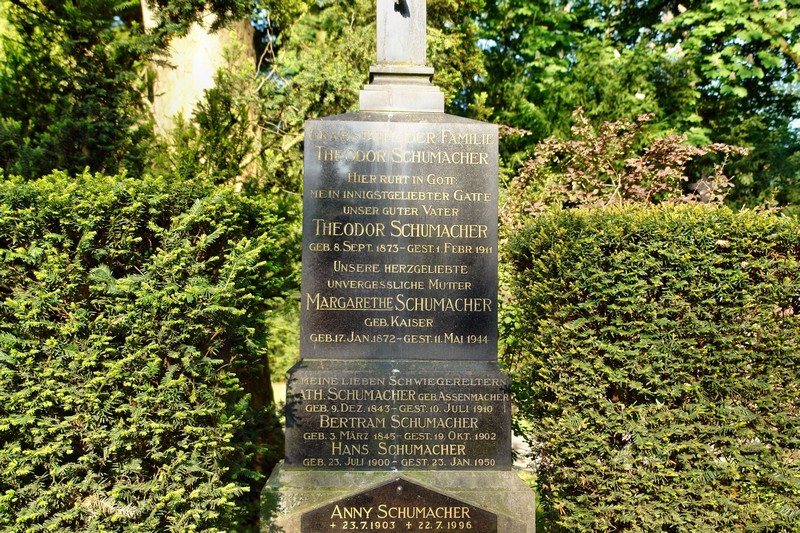 GRABSTÄTTE DER FAMILIE
THEODOR SCHUMACHER
HIER RUHT IN GOTT:
MEIN INNIGSTGELIEBTER GATTE
UNSER GUTER VATER
THEODOR SCHUMACHER
GEB. 8. SEPT. 1873 – GEST. 1. FEBR. 1911
UNSERE HERZGELIEBTE
UNVERGESSLICHE MUTTER
MARGARETHE SCHUMACHER
GEB. KAISER
GEB. 17. JAN. 1872 – GEST. 11. MAI 1944
MEINE LIEBEN SCHWIEGERELTERN
ATH. SCHUMACHER GEB. ASSENMACHER
GEB. 9. DEZ. 1843 – GEST. 10. JULI 1910
BERTRAM SCHUMACHER
GEB. 3. MÄRZ 1845 – GEST. 19. OKT. 1902
HANS SCHUMACHER
GEB. 23. JULI 1900 – GEST. 23. JAN. 1950
ANNY SCHUMACHER
+ 23.7.1903 ✝ 22.7.1996